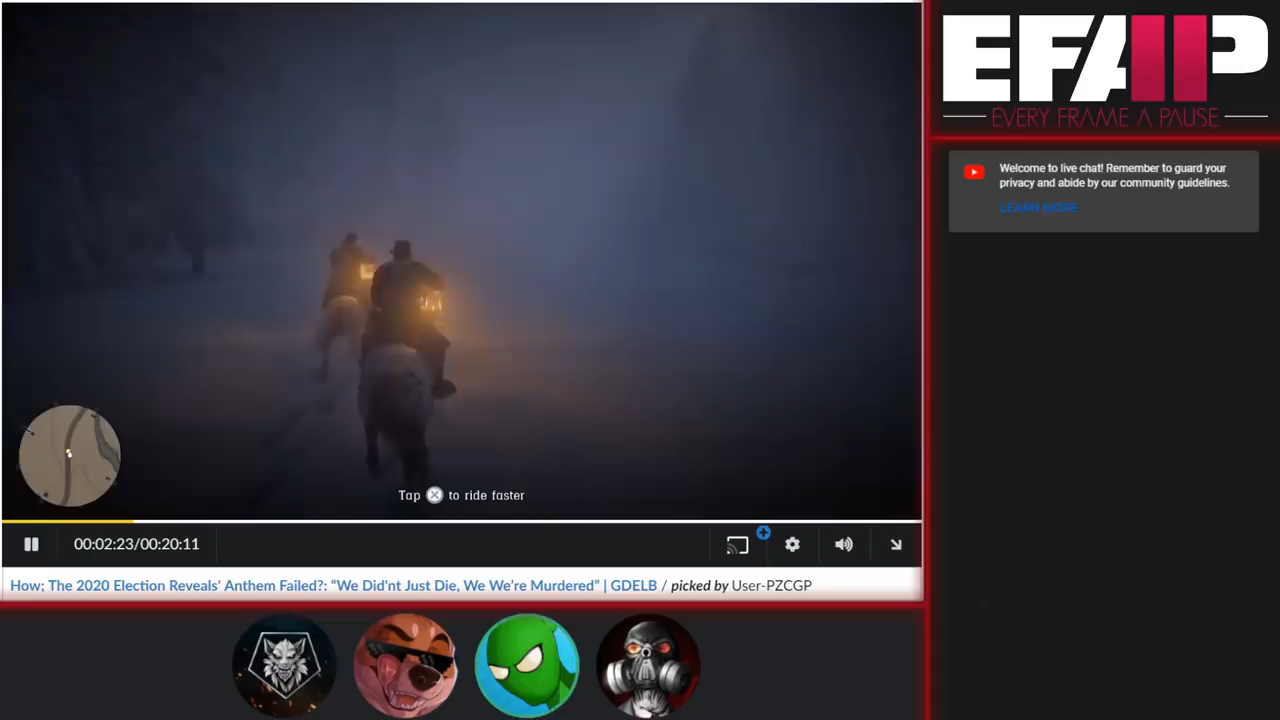 EFAP
EVERY FRAME A PAUSE
Welcome to live chat! Remember to guard your
privacy and abide by our community guidelines.
LEARN MORE
Tap ⓧ to ride faster
00:02:23/00:20:11
How; The 2020 Election Reveals' Anthem Failed?: “We Did'nt Just Die, We We’re Murdered” | GDELB / picked by User-PZCGP